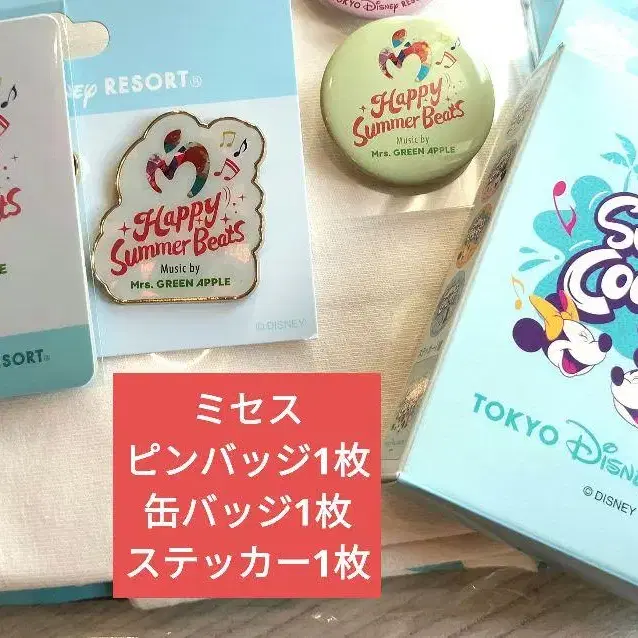 TOKYO DISNEY RESORT
NEY RESORT®
Happy
Summer Beats
Music by
Mrs. GREEN APPLE
Happy
Summer Beats
Music by
Mrs. GREEN APPLE
© DISNEY
SORT®
ミセス
ピンバッジ1枚
缶バッジ1枚
ステッカー1枚
TOKYO Disney
© DISNEY